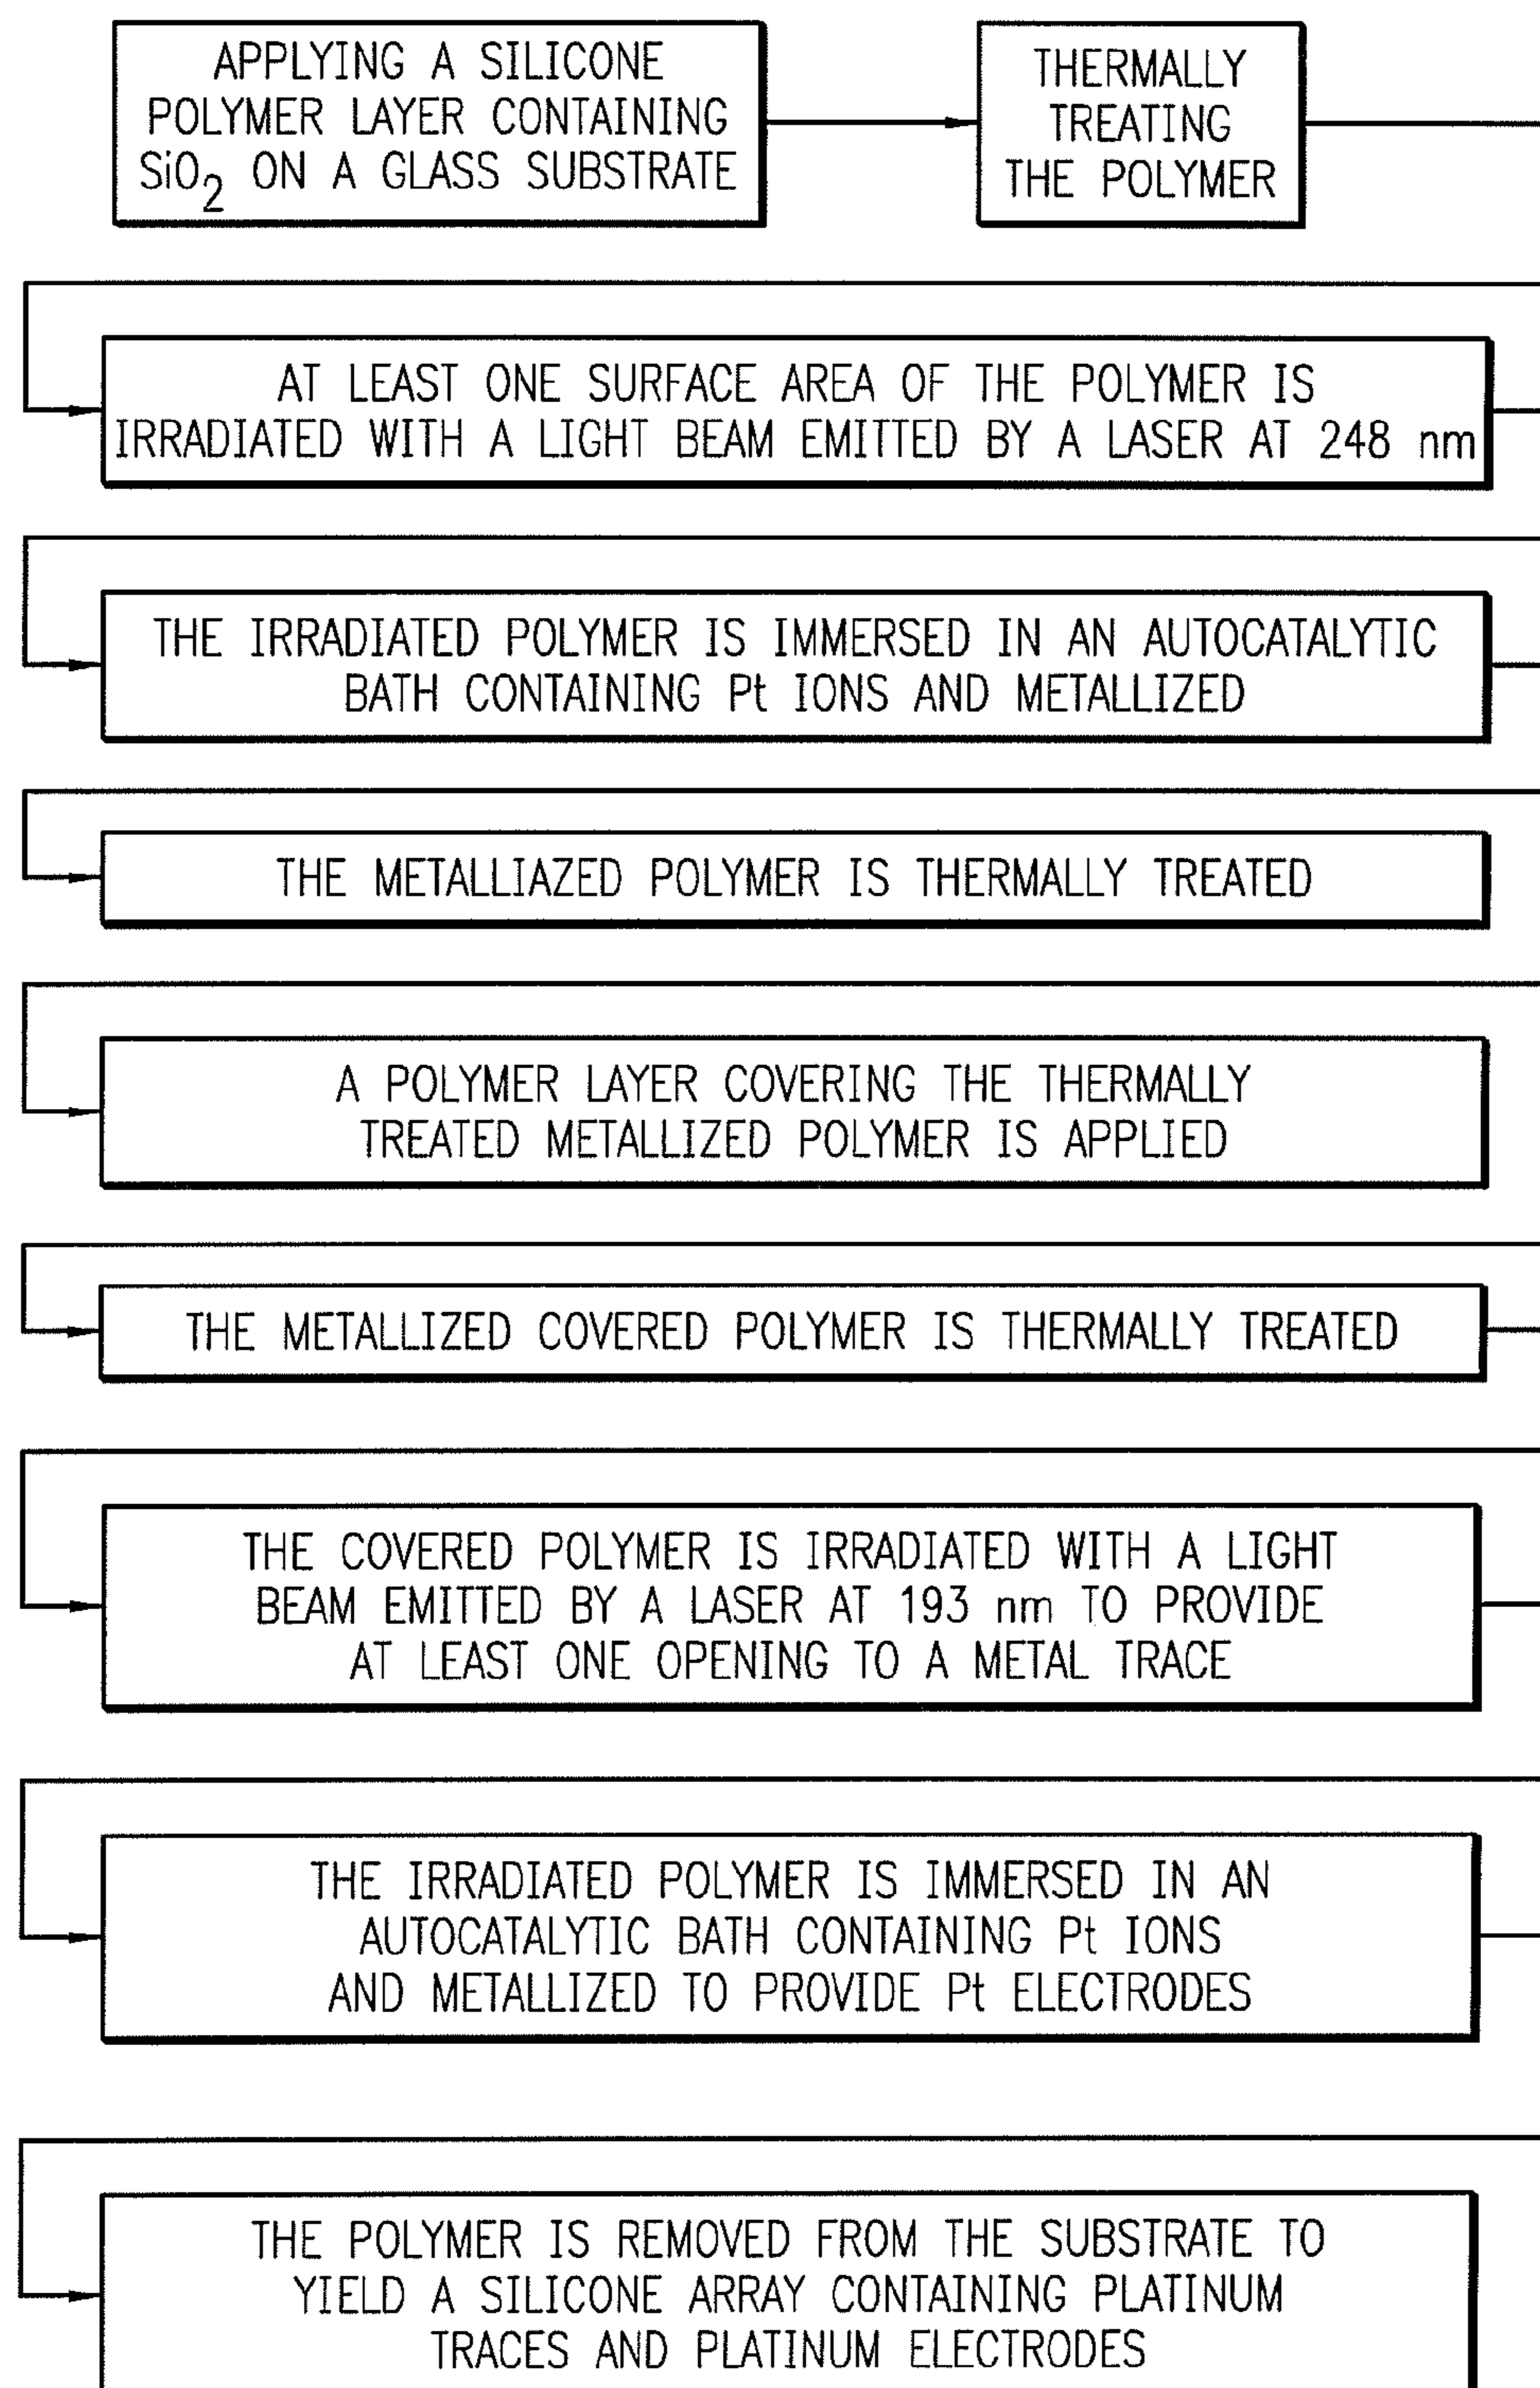 APPLYING A SILICONE
POLYMER LAYER CONTAINING
SiO2 ON A GLASS SUBSTRATE
THERMALLY
TREATING
THE POLYMER
AT LEAST ONE SURFACE AREA OF THE POLYMER IS
IRRADIATED WITH A LIGHT BEAM EMITTED BY A LASER AT 248 nm
THE IRRADIATED POLYMER IS IMMERSED IN AN AUTOCATALYTIC
BATH CONTAINING Pt IONS AND METALLIZED
THE METALLIAZED POLYMER IS THERMALLY TREATED
A POLYMER LAYER COVERING THE THERMALLY
TREATED METALLIZED POLYMER IS APPLIED
THE METALLIZED COVERED POLYMER IS THERMALLY TREATED
THE COVERED POLYMER IS IRRADIATED WITH A LIGHT
BEAM EMITTED BY A LASER AT 193 nm TO PROVIDE
AT LEAST ONE OPENING TO A METAL TRACE
THE IRRADIATED POLYMER IS IMMERSED IN AN
AUTOCATALYTIC BATH CONTAINING Pt IONS
AND METALLIZED TO PROVIDE Pt ELECTRODES
THE POLYMER IS REMOVED FROM THE SUBSTRATE TO
YIELD A SILICONE ARRAY CONTAINING PLATINUM
TRACES AND PLATINUM ELECTRODES